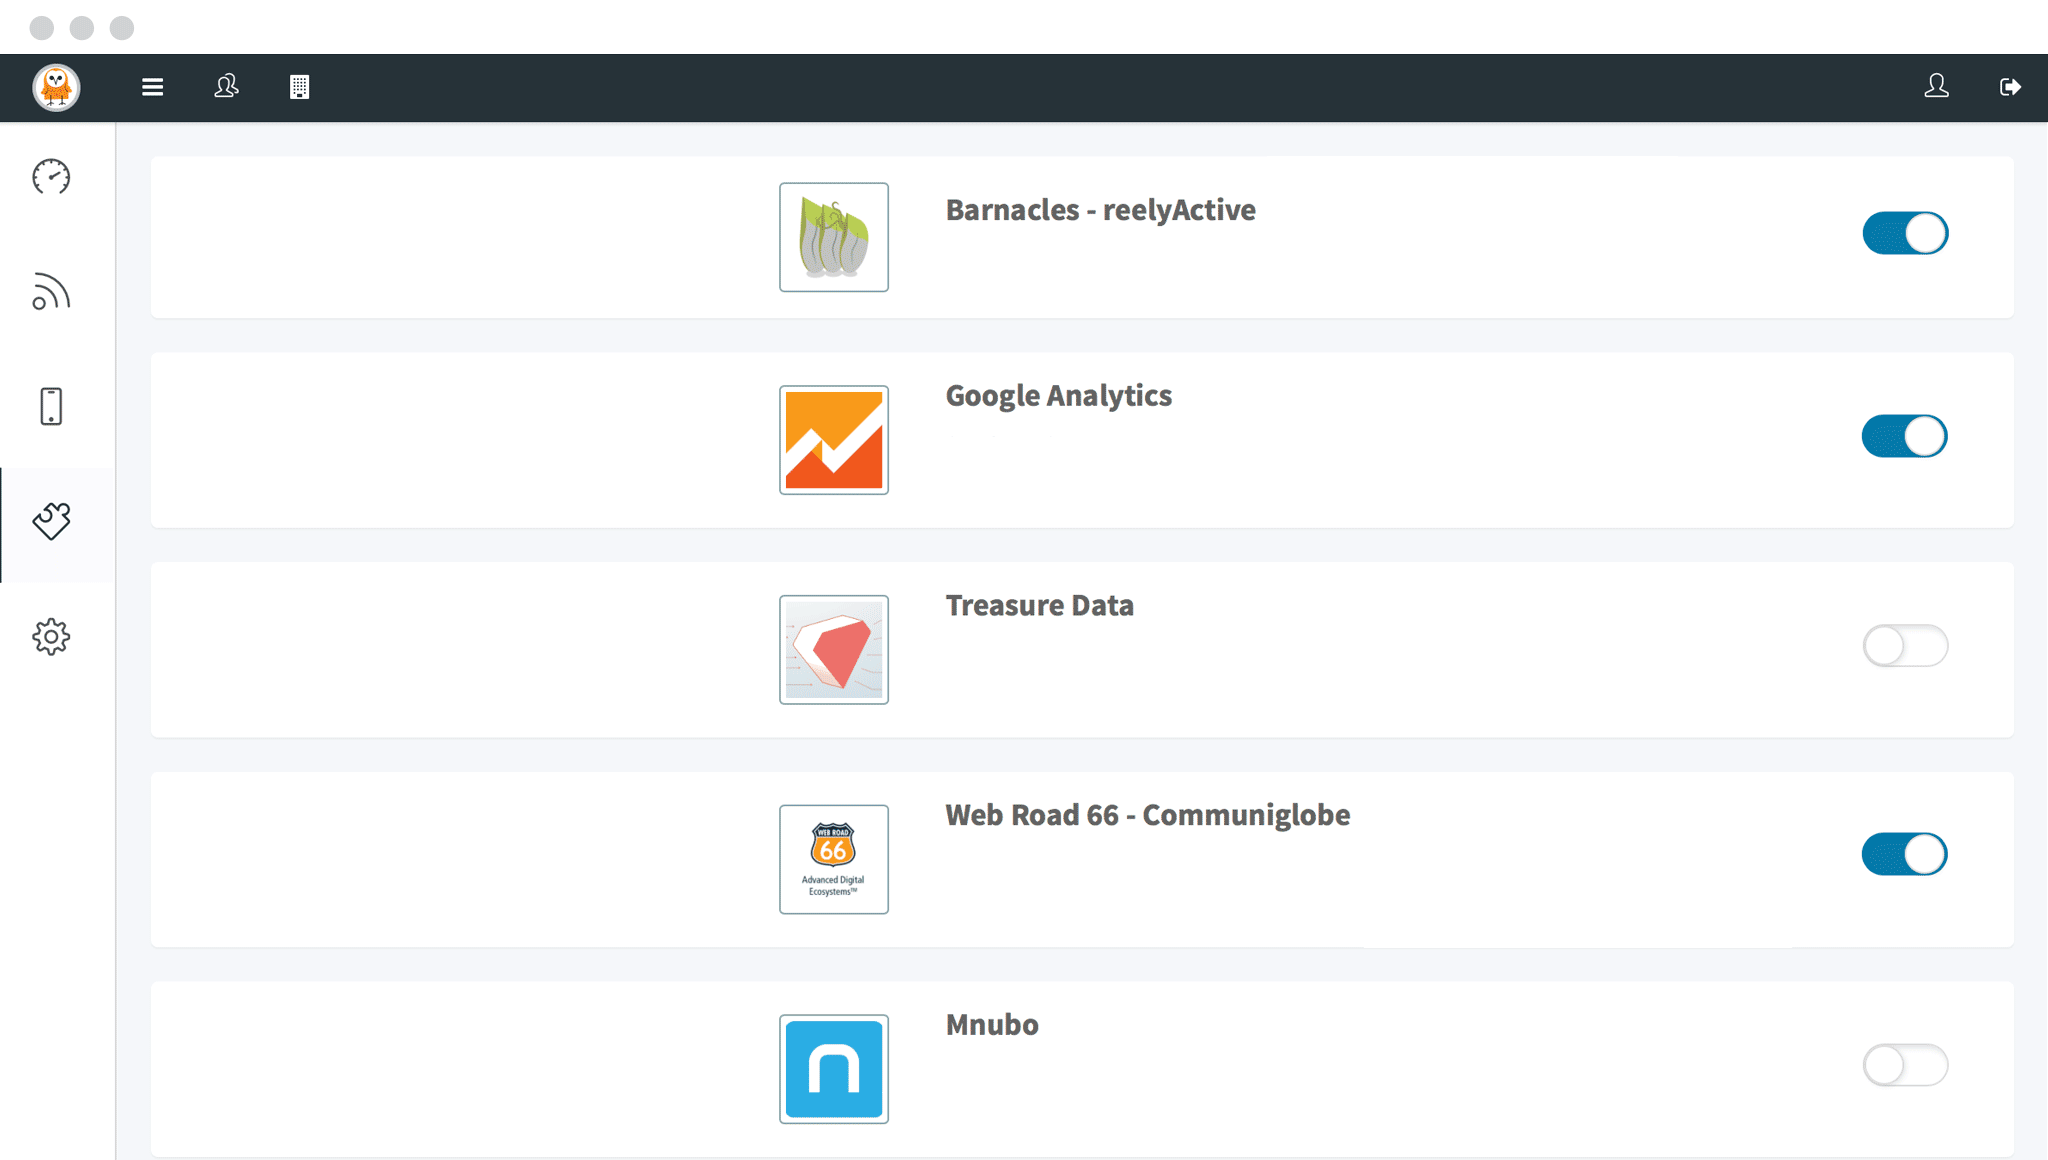 Barnacles - reelyActive
Google Analytics
Treasure Data
Web Road 66 - Communiglobe
WEB ROAD
66
Advanced Digital
Ecosystems™
Mnubo